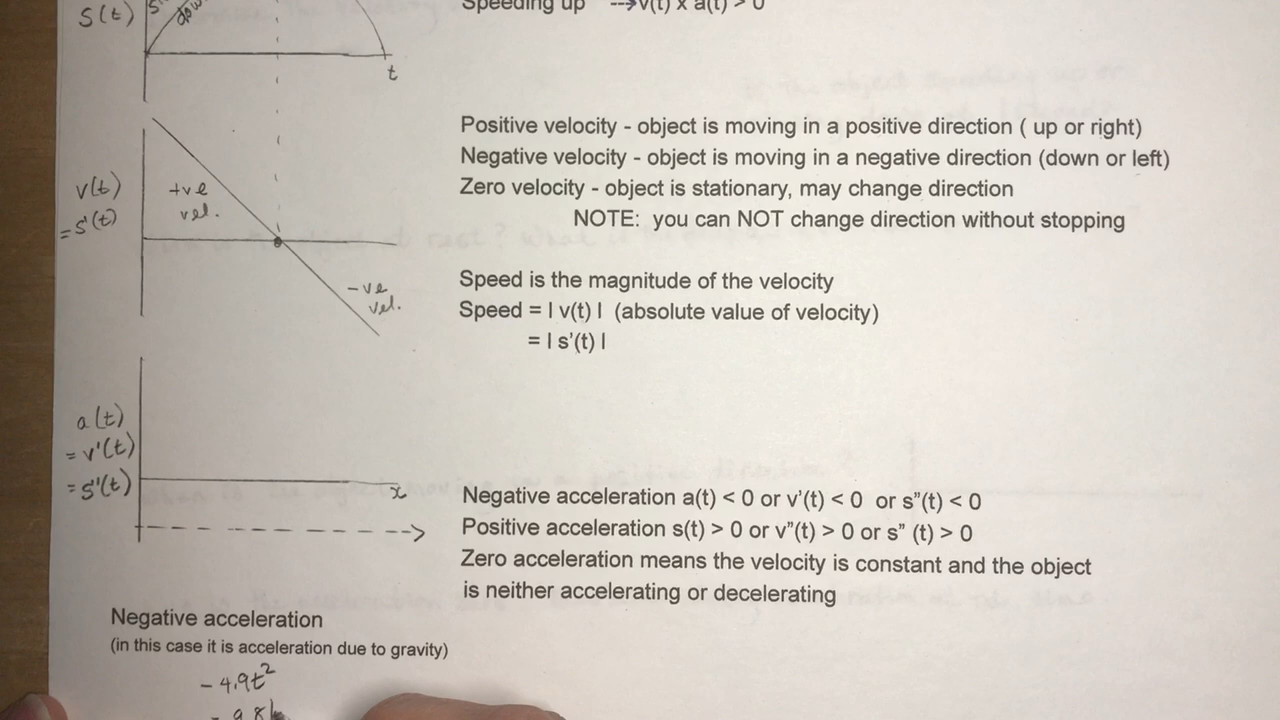 S(t)
Speeding up --→v(t) x a(t) > 0
t
Positive velocity - object is moving in a positive direction ( up or right)
Negative velocity - object is moving in a negative direction (down or left)
Zero velocity - object is stationary, may change direction
NOTE: you can NOT change direction without stopping
v(t)
= s'(t)
+ve
vel.
-ve
vel.
Speed is the magnitude of the velocity
Speed = l v(t) l (absolute value of velocity)
= l s'(t) l
a(t)
= v'(t)
= s"(t)
x
Negative acceleration a(t) < 0 or v'(t) < 0 or s"(t) < 0
Positive acceleration s(t) > 0 or v"(t) > 0 or s" (t) > 0
Zero acceleration means the velocity is constant and the object
is neither accelerating or decelerating
Negative acceleration
(in this case it is acceleration due to gravity)
- 4.9t²